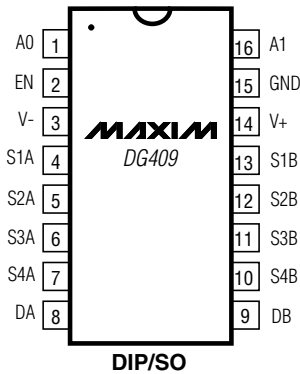 A0 1 16 A1
EN 2 15 GND
V- 3 14 V+
MAXIM
S1A 4 DG409 13 S1B
S2A 5 12 S2B
S3A 6 11 S3B
S4A 7 10 S4B
DA 8 9 DB
DIP/SO